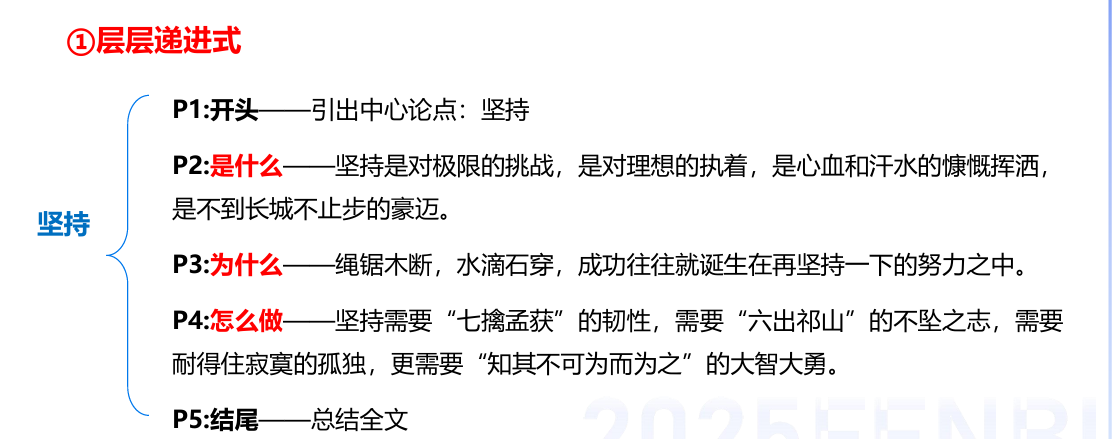 ①层层递进式
P1:开头——引出中心论点：坚持
P2:是什么——坚持是对极限的挑战，是对理想的执着，是心血和汗水的慷慨挥洒，
是不到长城不止步的豪迈。
坚持
P3:为什么——绳锯木断，水滴石穿，成功往往就诞生在再坚持一下的努力之中。
P4:怎么做——坚持需要“七擒孟获”的韧性，需要“六出祁山”的不坠之志，需要
耐得住寂寞的孤独，更需要“知其不可为而为之”的大智大勇。
P5:结尾——总结全文
2025FENBI